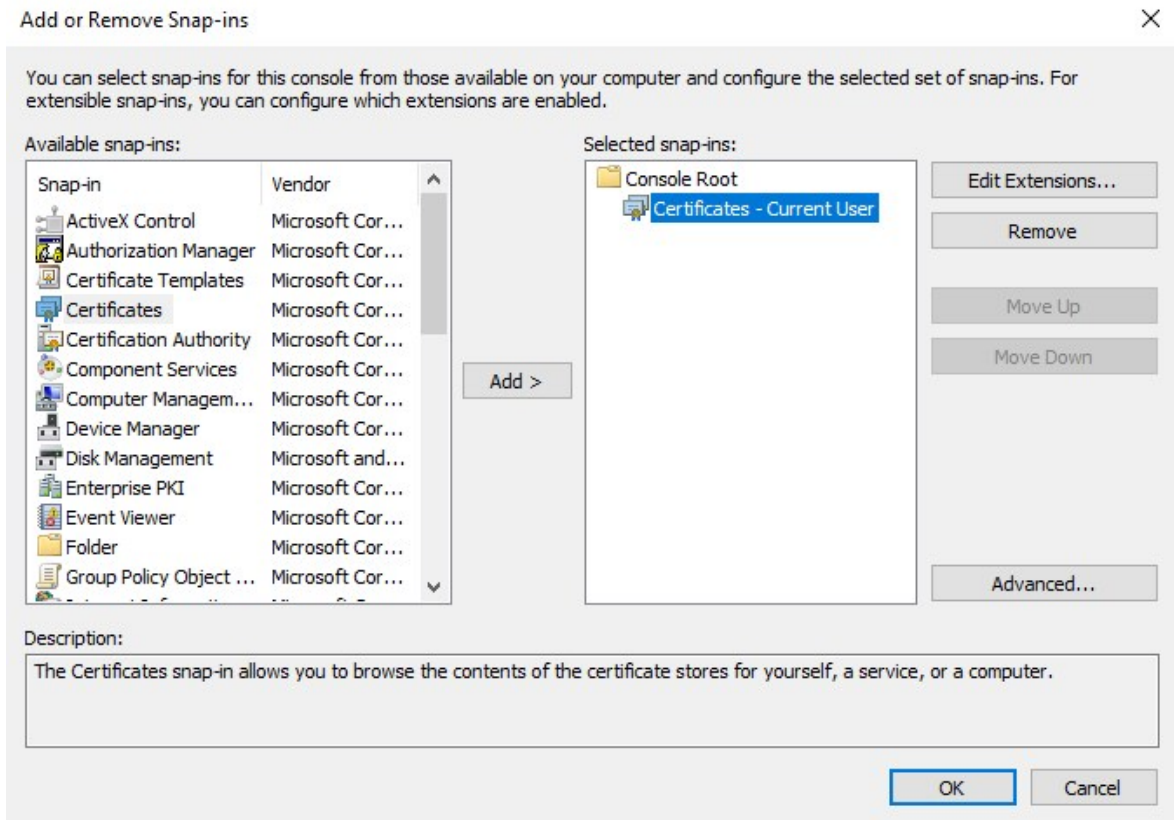 Add or Remove Snap-ins
You can select snap-ins for this console from those available on your computer and configure the selected set of snap-ins. For
extensible snap-ins, you can configure which extensions are enabled.
Available snap-ins:
Snap-in Vendor
ActiveX Control Microsoft Cor...
Authorization Manager Microsoft Cor...
Certificate Templates Microsoft Cor...
Certificates Microsoft Cor...
Certification Authority Microsoft Cor...
Component Services Microsoft Cor...
Computer Managem... Microsoft Cor...
Device Manager Microsoft Cor...
Disk Management Microsoft and...
Enterprise PKI Microsoft Cor...
Event Viewer Microsoft Cor...
Folder Microsoft Cor...
Group Policy Object ... Microsoft Cor...
Add >
Selected snap-ins:
Console Root
Certificates - Current User
Edit Extensions...
Remove
Move Up
Move Down
Advanced...
Description:
The Certificates snap-in allows you to browse the contents of the certificate stores for yourself, a service, or a computer.
OK
Cancel